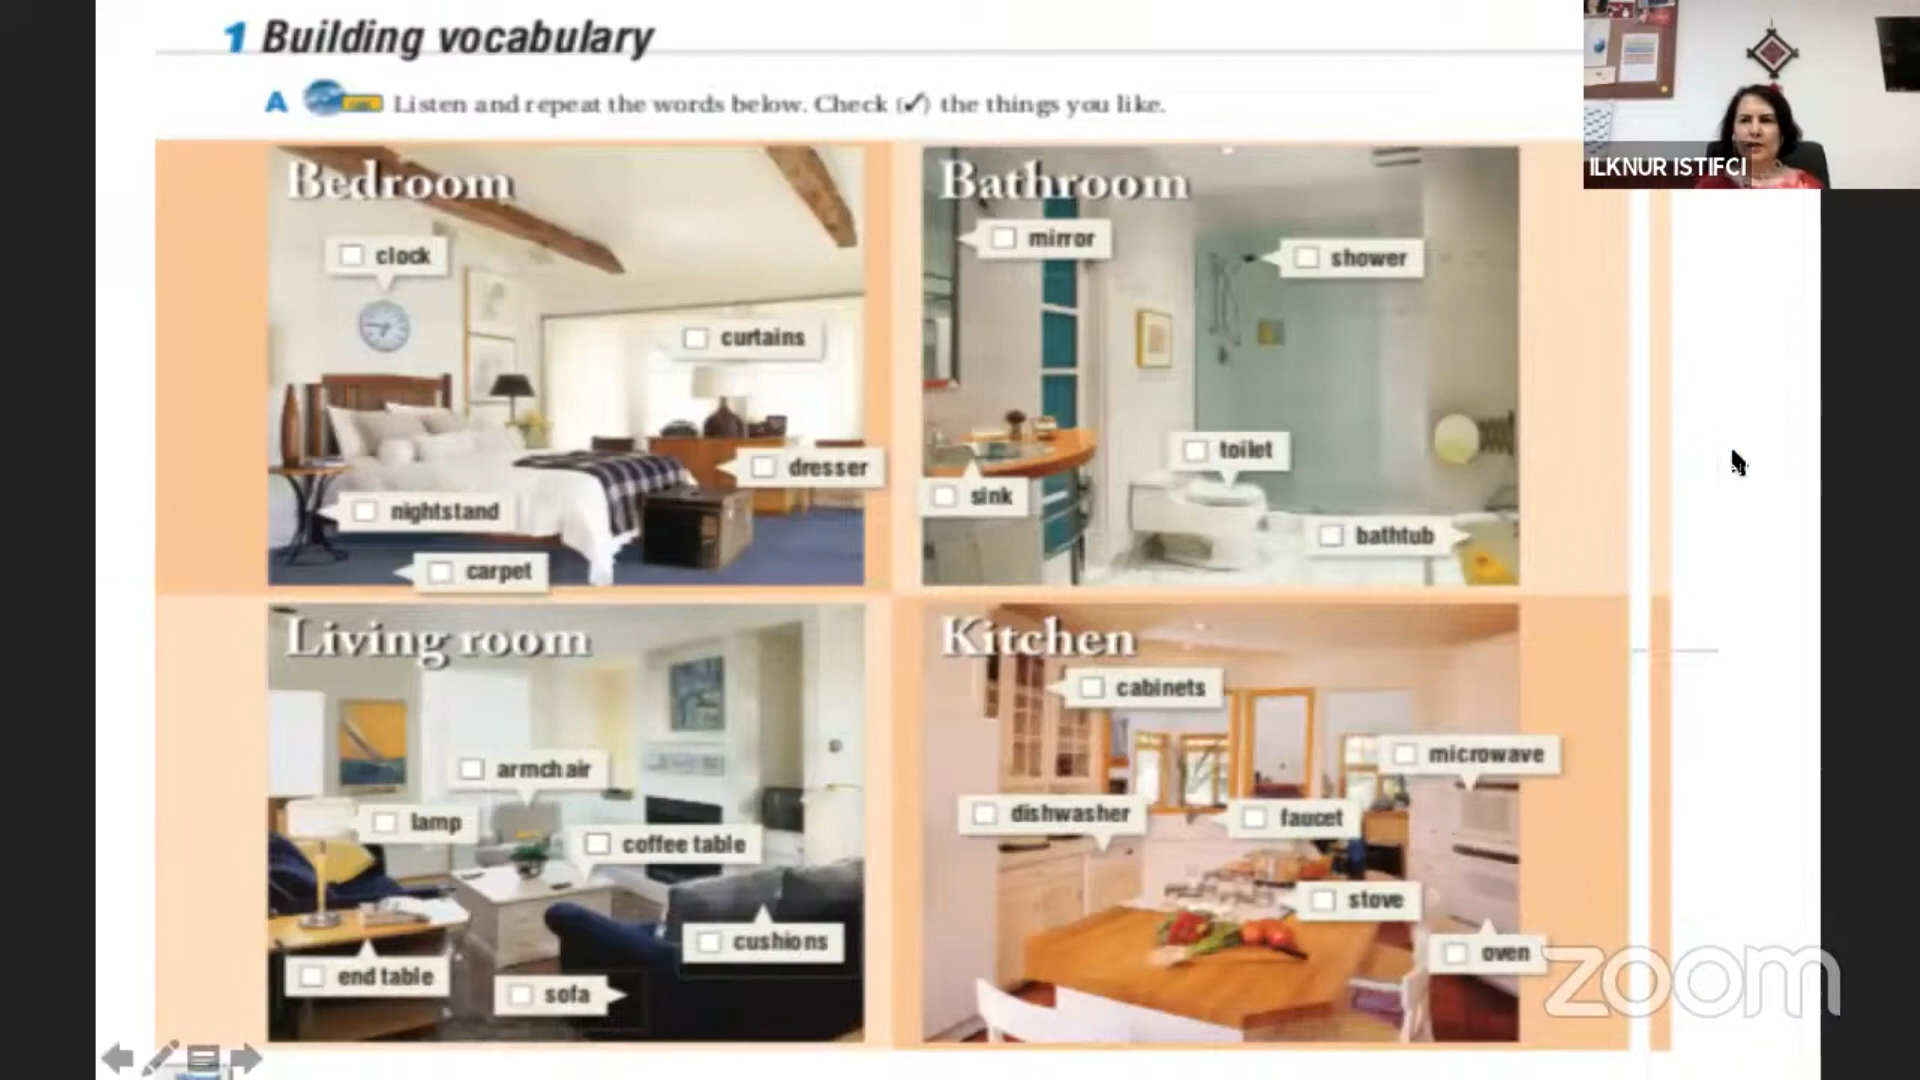 1 Building vocabulary
A Listen and repeat the words below. Check (✓) the things you like.
Bedroom
clock
curtains
dresser
nightstand
carpet
Bathroom
mirror
shower
toilet
sink
bathtub
Living room
armchair
lamp
coffee table
cushions
end table
sofa
Kitchen
cabinets
microwave
dishwasher
faucet
stove
oven
ILKNUR ISTIFCI
zoom